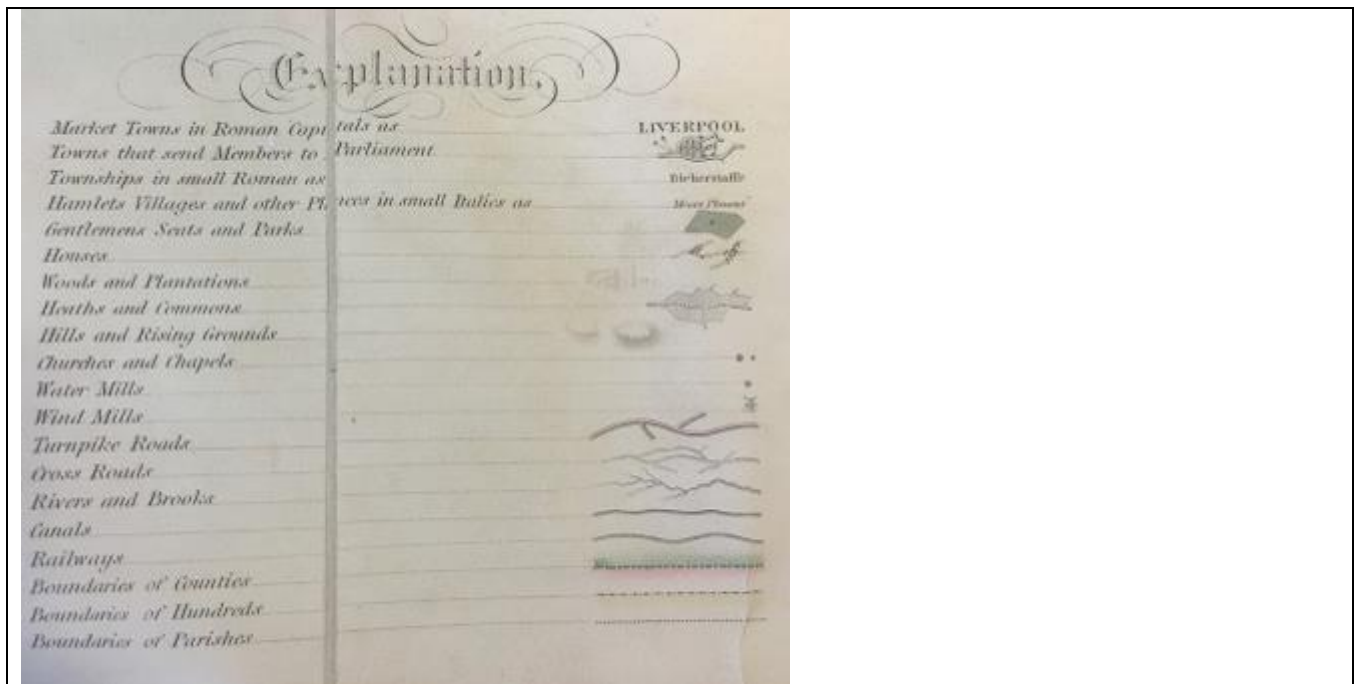 Explanation.
Market Towns in Roman Capitals as LIVERPOOL
Towns that send Members to Parliament
Townships in small Roman as Bickerstaffe
Hamlets Villages and other Places in small Italics as
Gentlemens Seats and Parks
Houses
Woods and Plantations
Heaths and Commons
Hills and Rising Grounds
Churches and Chapels
Water Mills
Wind Mills
Turnpike Roads
Cross Roads
Rivers and Brooks
Canals
Railways
Boundaries of Counties
Boundaries of Hundreds
Boundaries of Parishes